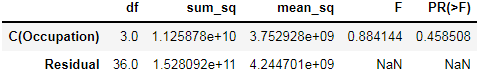 df sum_sq mean_sq F PR(>F)
C(Occupation) 3.0 1.125878e+10 3.752928e+09 0.884144 0.458508
Residual 36.0 1.528092e+11 4.244701e+09 NaN NaN